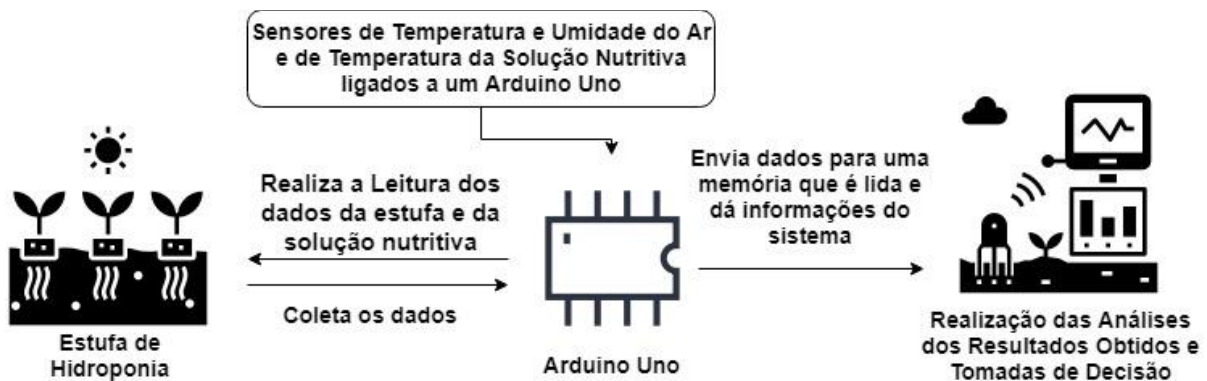 Sensores de Temperatura e Umidade do Ar
e de Temperatura da Solução Nutritiva
ligados a um Arduino Uno
Realiza a Leitura dos
dados da estufa e da
solução nutritiva
Coleta os dados
Estufa de
Hidroponia
Arduino Uno
Envia dados para uma
memória que é lida e
dá informações do
sistema
Realização das Análises
dos Resultados Obtidos e
Tomadas de Decisão